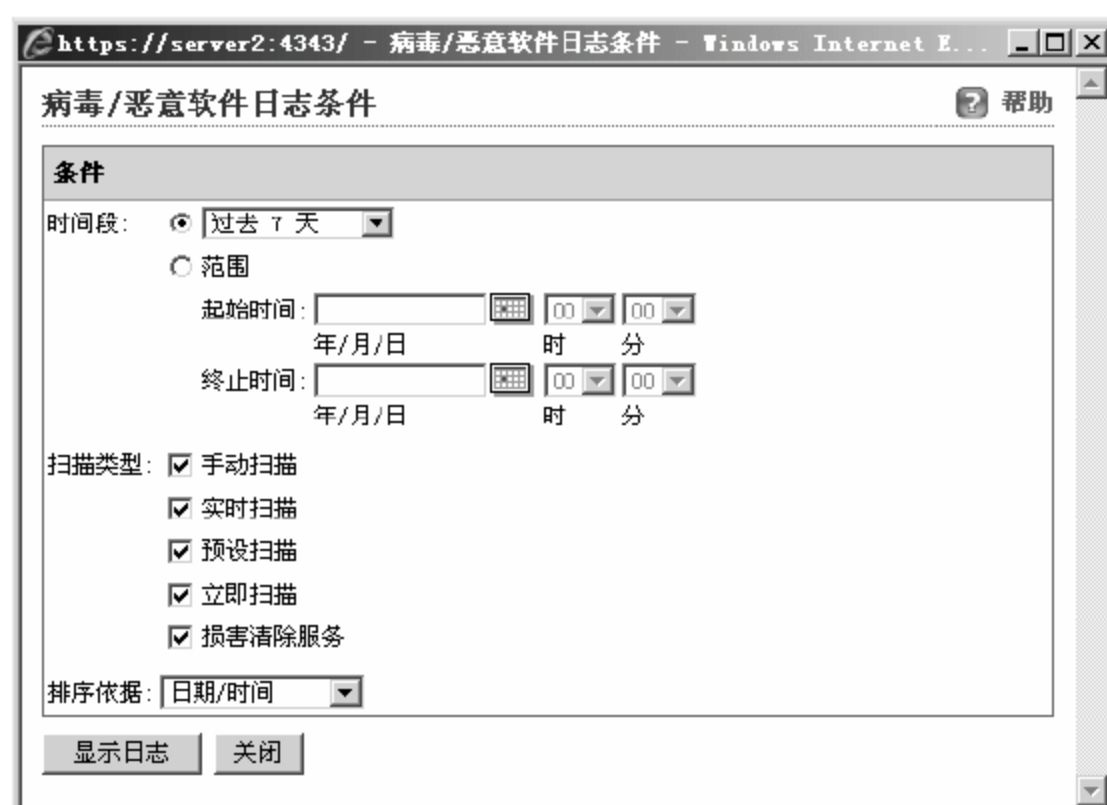 https://server2:4343/ - 病毒/恶意软件日志条件 - Windows Internet E...
病毒/恶意软件日志条件
帮助
条件
时间段: 过去 7 天
范围
起始时间: 00 00
年/月/日 时 分
终止时间: 00 00
年/月/日 时 分
扫描类型: 手动扫描
实时扫描
预设扫描
立即扫描
损害清除服务
排序依据: 日期/时间
显示日志 关闭